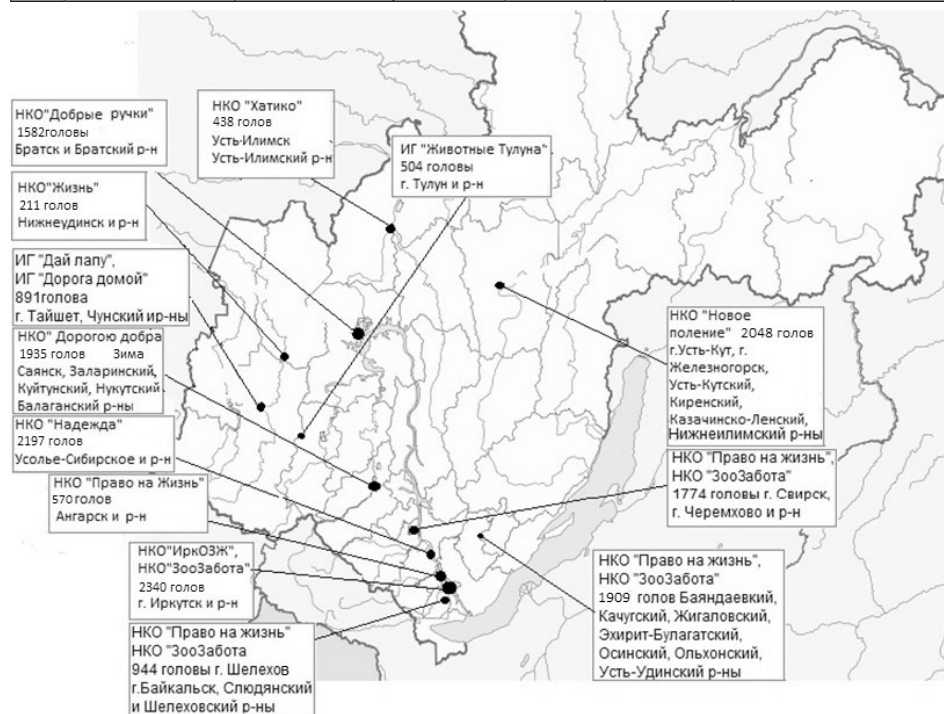 НКО"Добрые ручки"
1582головы
Братск и Братский р-н
НКО "Хатико"
438 голов
Усть-Илимск
Усть-Илимский р-н
ИГ "Животные Тулуна"
504 головы
г. Тулун и р-н
НКО"Жизнь"
211 голов
Нижнеудинск и р-н
ИГ "Дай лапу",
ИГ "Дорога домой"
891голова
г. Тайшет, Чунский ир-ны
НКО" Дорогою добра
1935 голов Зима
Саянск, Заларинский,
Куйтунский, Нукутский
Балаганский р-ны
НКО "Надежда"
2197 голов
Усолье-Сибирское и р-н
НКО "Право на Жизнь"
570 голов
Ангарск и р-н
НКО"ИркОЗЖ",
НКО"ЗооЗабота"
2340 голов
г. Иркутск и р-н
НКО "Право на жизнь"
НКО "ЗооЗабота
944 головы г. Шелехов
г.Байкальск, Слюдянский
и Шелеховский р-ны
НКО "Новое
поление" 2048 голов
г.Усть-Кут, г.
Железногорск,
Усть-Кутский,
Киренский,
Казачинско-Ленский,
Нижнеилимский р-ны
НКО "Право на жизнь",
НКО "ЗооЗабота"
1774 головы г. Свирск,
г. Черемхово и р-н
НКО "Право на жизнь",
НКО "ЗооЗабота"
1909 голов Баяндаевкий,
Качугский, Жигаловский,
Эхирит-Булагатский,
Осинский, Ольхонский,
Усть-Удинский р-ны